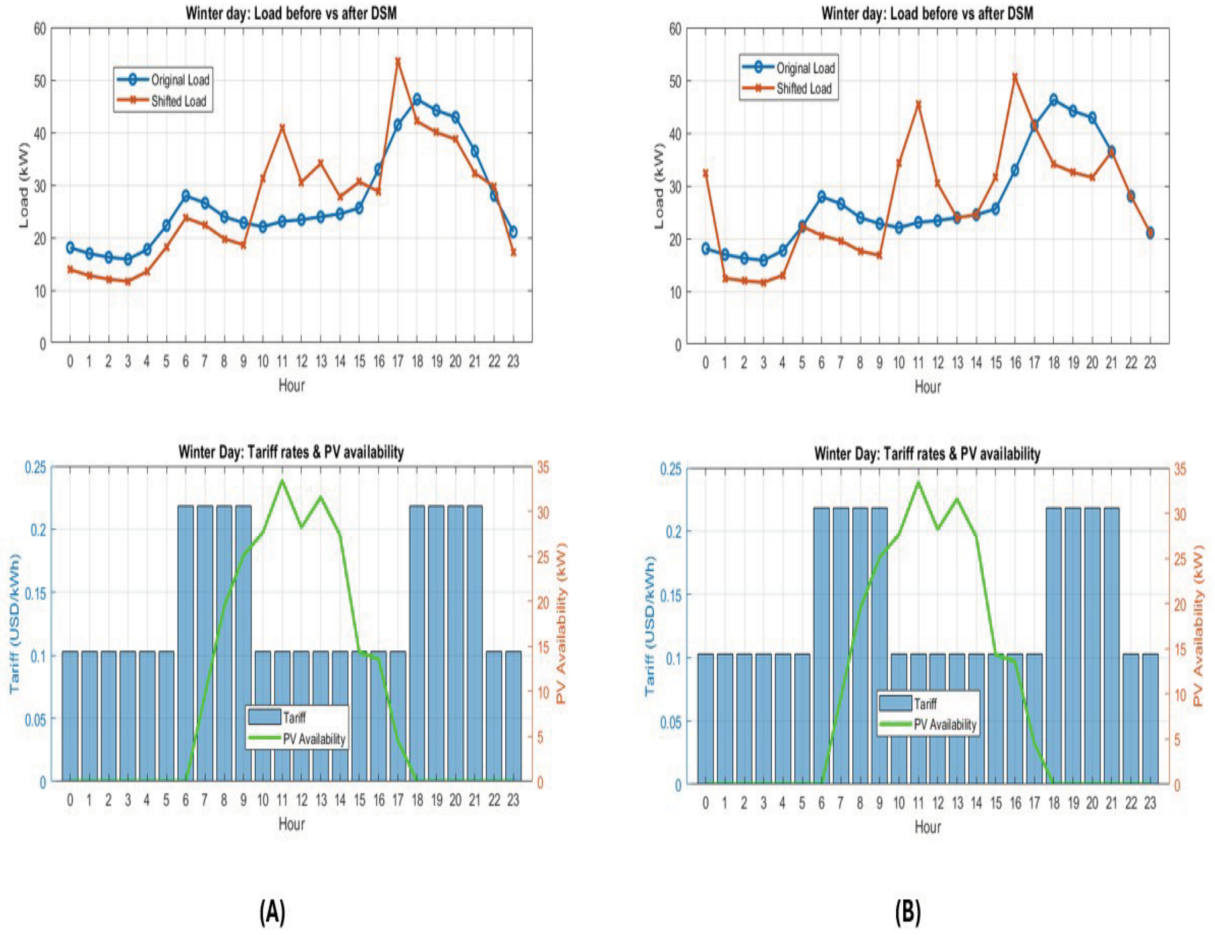 Winter day: Load before vs after DSM
60
50
40
30
20
10
0
Load (kW)
Original Load
Shifted Load
0 1 2 3 4 5 6 7 8 9 10 11 12 13 14 15 16 17 18 19 20 21 22 23
Hour
Winter day: Load before vs after DSM
60
50
40
30
20
10
0
Load (kW)
Original Load
Shifted Load
0 1 2 3 4 5 6 7 8 9 10 11 12 13 14 15 16 17 18 19 20 21 22 23
Hour
Winter Day: Tariff rates & PV availability
0.25
0.2
0.15
0.1
0.05
0
Tariff (USD/kWh)
Tariff
PV Availability
35
30
25
20
15
10
5
0
PV Availability (kW)
0 1 2 3 4 5 6 7 8 9 10 11 12 13 14 15 16 17 18 19 20 21 22 23
Hour
Winter Day: Tariff rates & PV availability
0.25
0.2
0.15
0.1
0.05
0
Tariff (USD/kWh)
Tariff
PV Availability
35
30
25
20
15
10
5
0
PV Availability (kW)
0 1 2 3 4 5 6 7 8 9 10 11 12 13 14 15 16 17 18 19 20 21 22 23
Hour
(A)
(B)